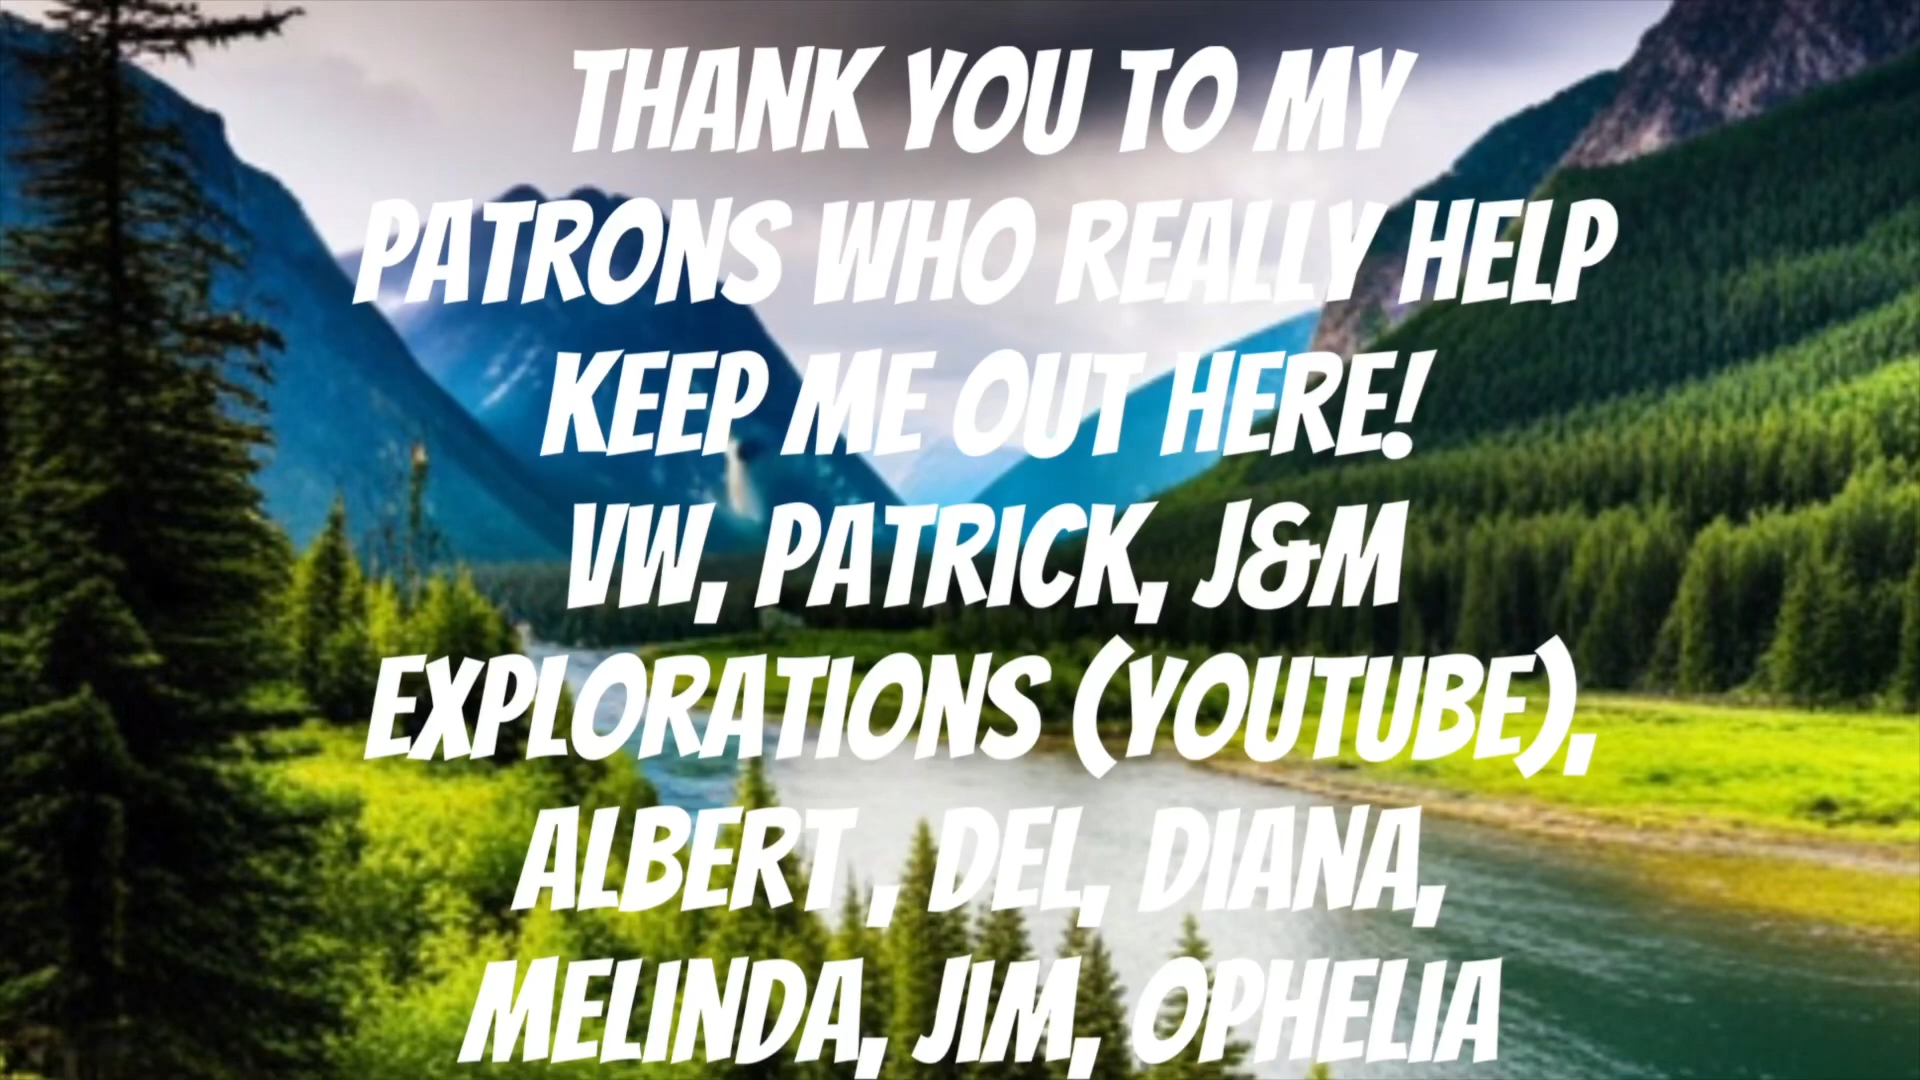 THANK YOU TO MY
PATRONS WHO REALLY HELP
KEEP ME OUT HERE!
VW, PATRICK, J&M
EXPLORATIONS (YOUTUBE),
ALBERT , DEL, DIANA,
MELINDA, JIM, OPHELIA